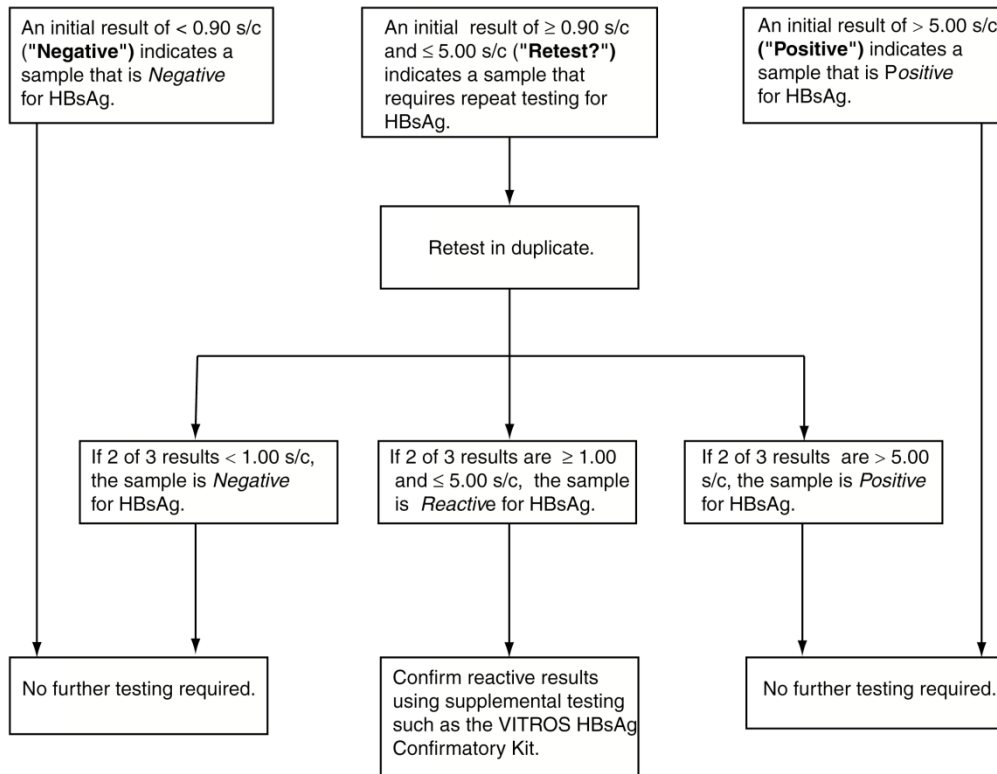 An initial result of < 0.90 s/c
("Negative") indicates a
sample that is Negative
for HBsAg.
An initial result of ≥ 0.90 s/c
and ≤ 5.00 s/c ("Retest?")
indicates a sample that
requires repeat testing for
HBsAg.
An initial result of > 5.00 s/c
("Positive") indicates a
sample that is Positive
for HBsAg.
Retest in duplicate.
If 2 of 3 results < 1.00 s/c,
the sample is Negative
for HBsAg.
If 2 of 3 results are ≥ 1.00
and ≤ 5.00 s/c, the sample
is Reactive for HBsAg.
If 2 of 3 results are > 5.00
s/c, the sample is Positive
for HBsAg.
No further testing required.
Confirm reactive results
using supplemental testing
such as the VITROS HBsAg
Confirmatory Kit.
No further testing required.